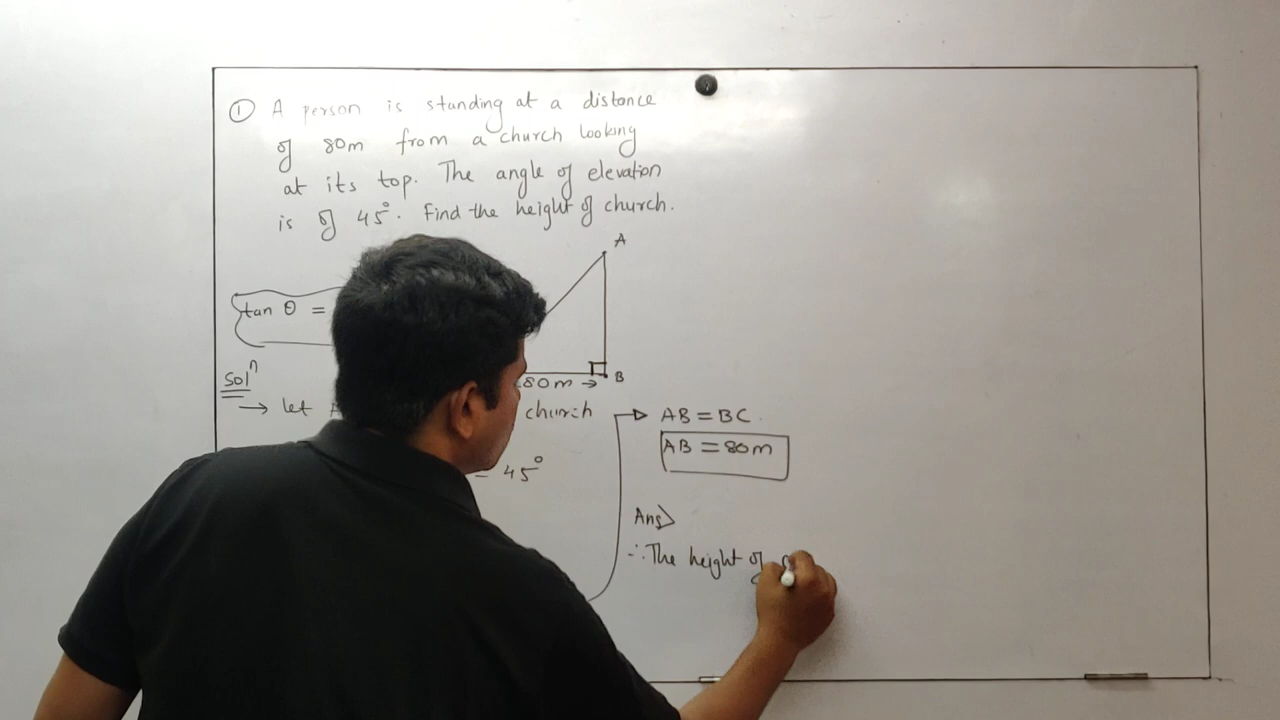 ① A person is standing at a distance
of 80m from a church looking
at its top. The angle of elevation
is of 45°. Find the height of church.
A
tan θ =
80m → B
Solⁿ
→ let
church
= 45°
AB = BC
AB = 80m
Ans>
∴ The height of